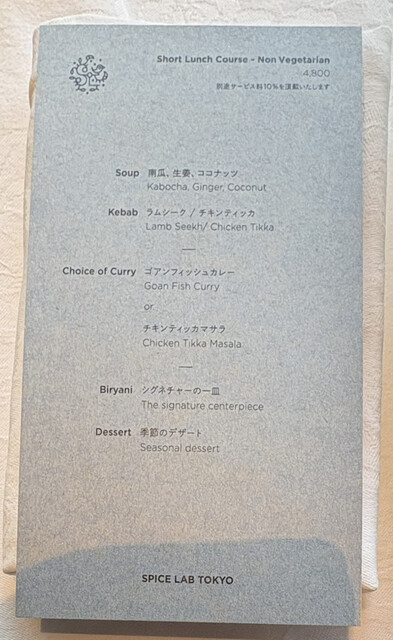 Short Lunch Course - Non Vegetarian
4,800
別途サービス料10%を頂戴いたします
Soup 南瓜、生姜、ココナッツ
Kabocha, Ginger, Coconut
Kebab ラムシーク / チキンティッカ
Lamb Seekh/ Chicken Tikka
Choice of Curry ゴアンフィッシュカレー
Goan Fish Curry
or
チキンティッカマサラ
Chicken Tikka Masala
Biryani シグネチャーの一皿
The signature centerpiece
Dessert 季節のデザート
Seasonal dessert
SPICE LAB TOKYO